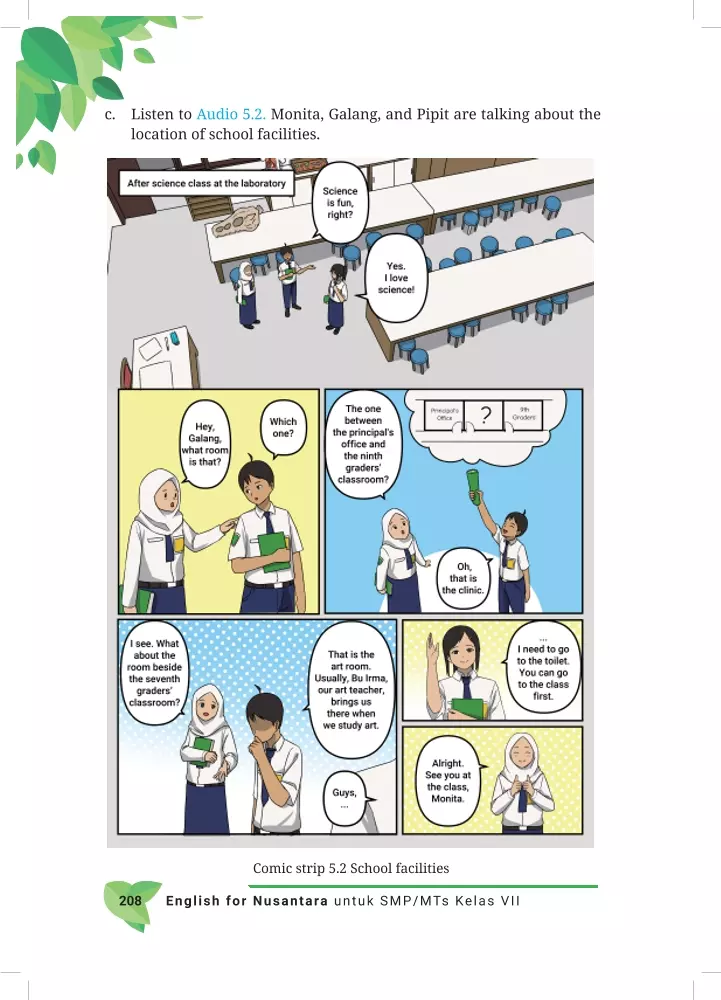 c. Listen to Audio 5.2. Monita, Galang, and Pipit are talking about the
location of school facilities.
After science class at the laboratory
Science
is fun,
right?
Yes.
I love
science!
Hey,
Galang,
what room
is that?
Which
one?
The one
between
the principal's
office and
the ninth
graders'
classroom?
Principal's
Office
?
9th
Graders'
Oh,
that is
the clinic.
I see. What
about the
room beside
the seventh
graders'
classroom?
That is the
art room.
Usually, Bu Irma,
our art teacher,
brings us
there when
we study art.
Guys,
...
...
I need to go
to the toilet.
You can go
to the class
first.
Alright.
See you at
the class,
Monita.
Comic strip 5.2 School facilities
208 English for Nusantara untuk SMP/MTs Kelas VII